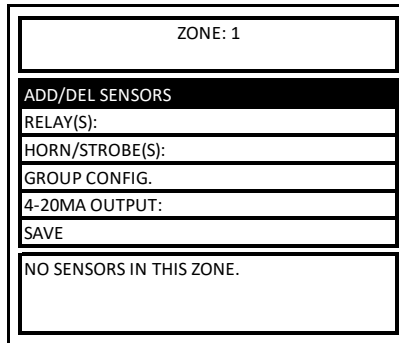 ZONE: 1
ADD/DEL SENSORS
RELAY(S):
HORN/STROBE(S):
GROUP CONFIG.
4-20MA OUTPUT:
SAVE
NO SENSORS IN THIS ZONE.